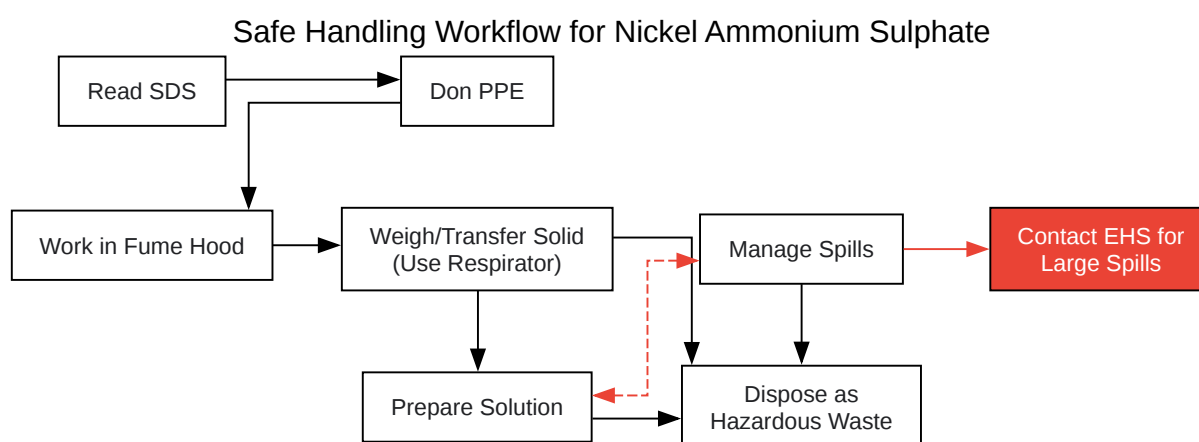 Safe Handling Workflow for Nickel Ammonium Sulphate
Read SDS
Don PPE
Work in Fume Hood
Weigh/Transfer Solid
(Use Respirator)
Manage Spills
Contact EHS for
Large Spills
Prepare Solution
Dispose as
Hazardous Waste